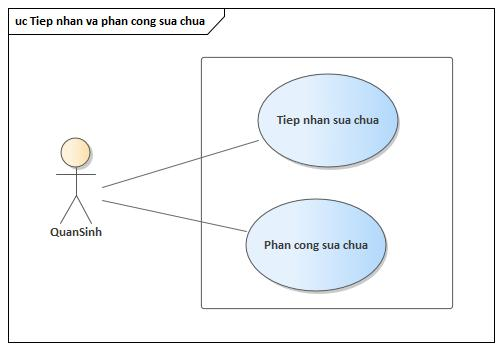 uc Tiep nhan va phan cong sua chua
Tiep nhan sua chua
QuanSinh
Phan cong sua chua